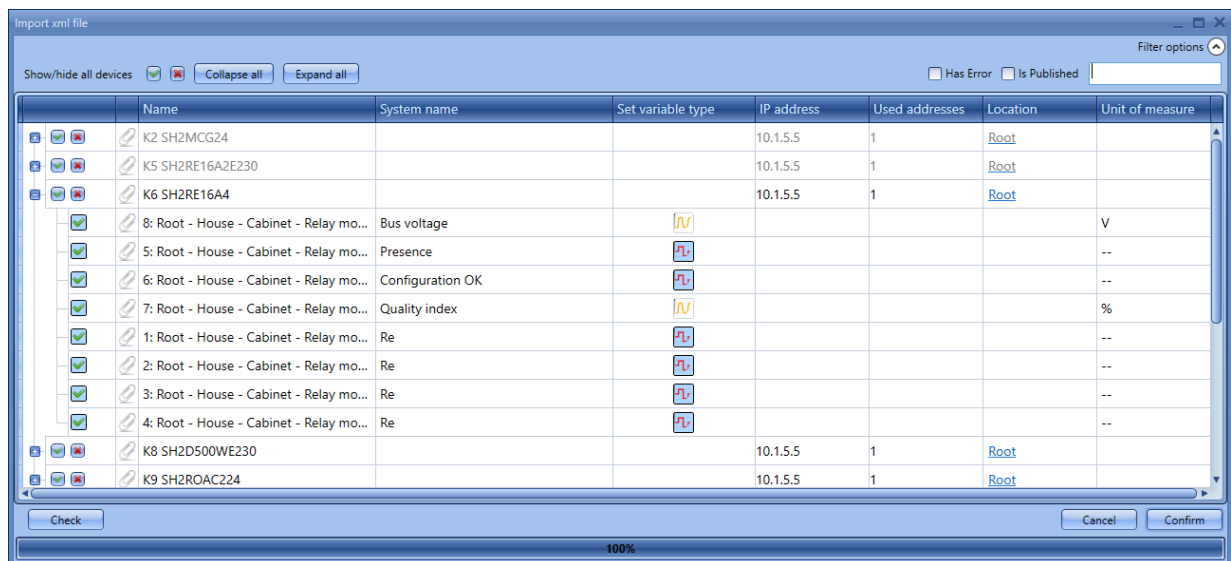 Import xml file
Filter options
Show/hide all devices Collapse all Expand all Has Error Is Published
Name System name Set variable type IP address Used addresses Location Unit of measure
K2 SH2MCG24 10.1.5.5 1 Root
K5 SH2RE16A2E230 10.1.5.5 1 Root
K6 SH2RE16A4 10.1.5.5 1 Root
8: Root - House - Cabinet - Relay mo... Bus voltage V
5: Root - House - Cabinet - Relay mo... Presence --
6: Root - House - Cabinet - Relay mo... Configuration OK --
7: Root - House - Cabinet - Relay mo... Quality index %
1: Root - House - Cabinet - Relay mo... Re --
2: Root - House - Cabinet - Relay mo... Re --
3: Root - House - Cabinet - Relay mo... Re --
4: Root - House - Cabinet - Relay mo... Re --
K8 SH2D500WE230 10.1.5.5 1 Root
K9 SH2ROAC224 10.1.5.5 1 Root
Check Cancel Confirm
100%